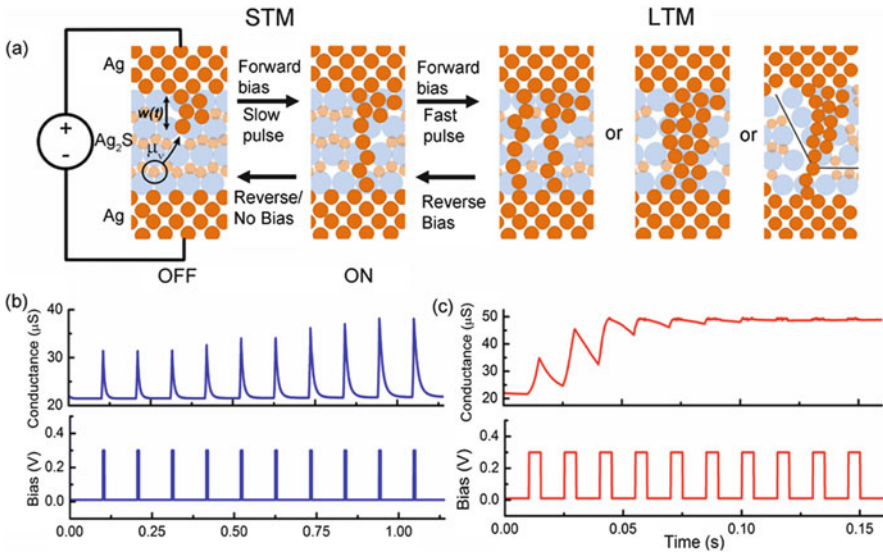 STM LTM
(a)
Ag
Ag₂S
Ag
+
-
w(t)
μᵥ
Forward
bias
Slow
pulse
Reverse/
No Bias
Forward
bias
Fast
pulse
Reverse
Bias
or
or
OFF ON
(b)
Conductance (μS)
40
30
20
Bias (V)
0.4
0.2
0.0
0.00 0.25 0.50 0.75 1.00
(c)
Conductance (μS)
50
40
30
20
Bias (V)
0.4
0.2
0.0
0.00 0.05 0.10 0.15
Time (s)